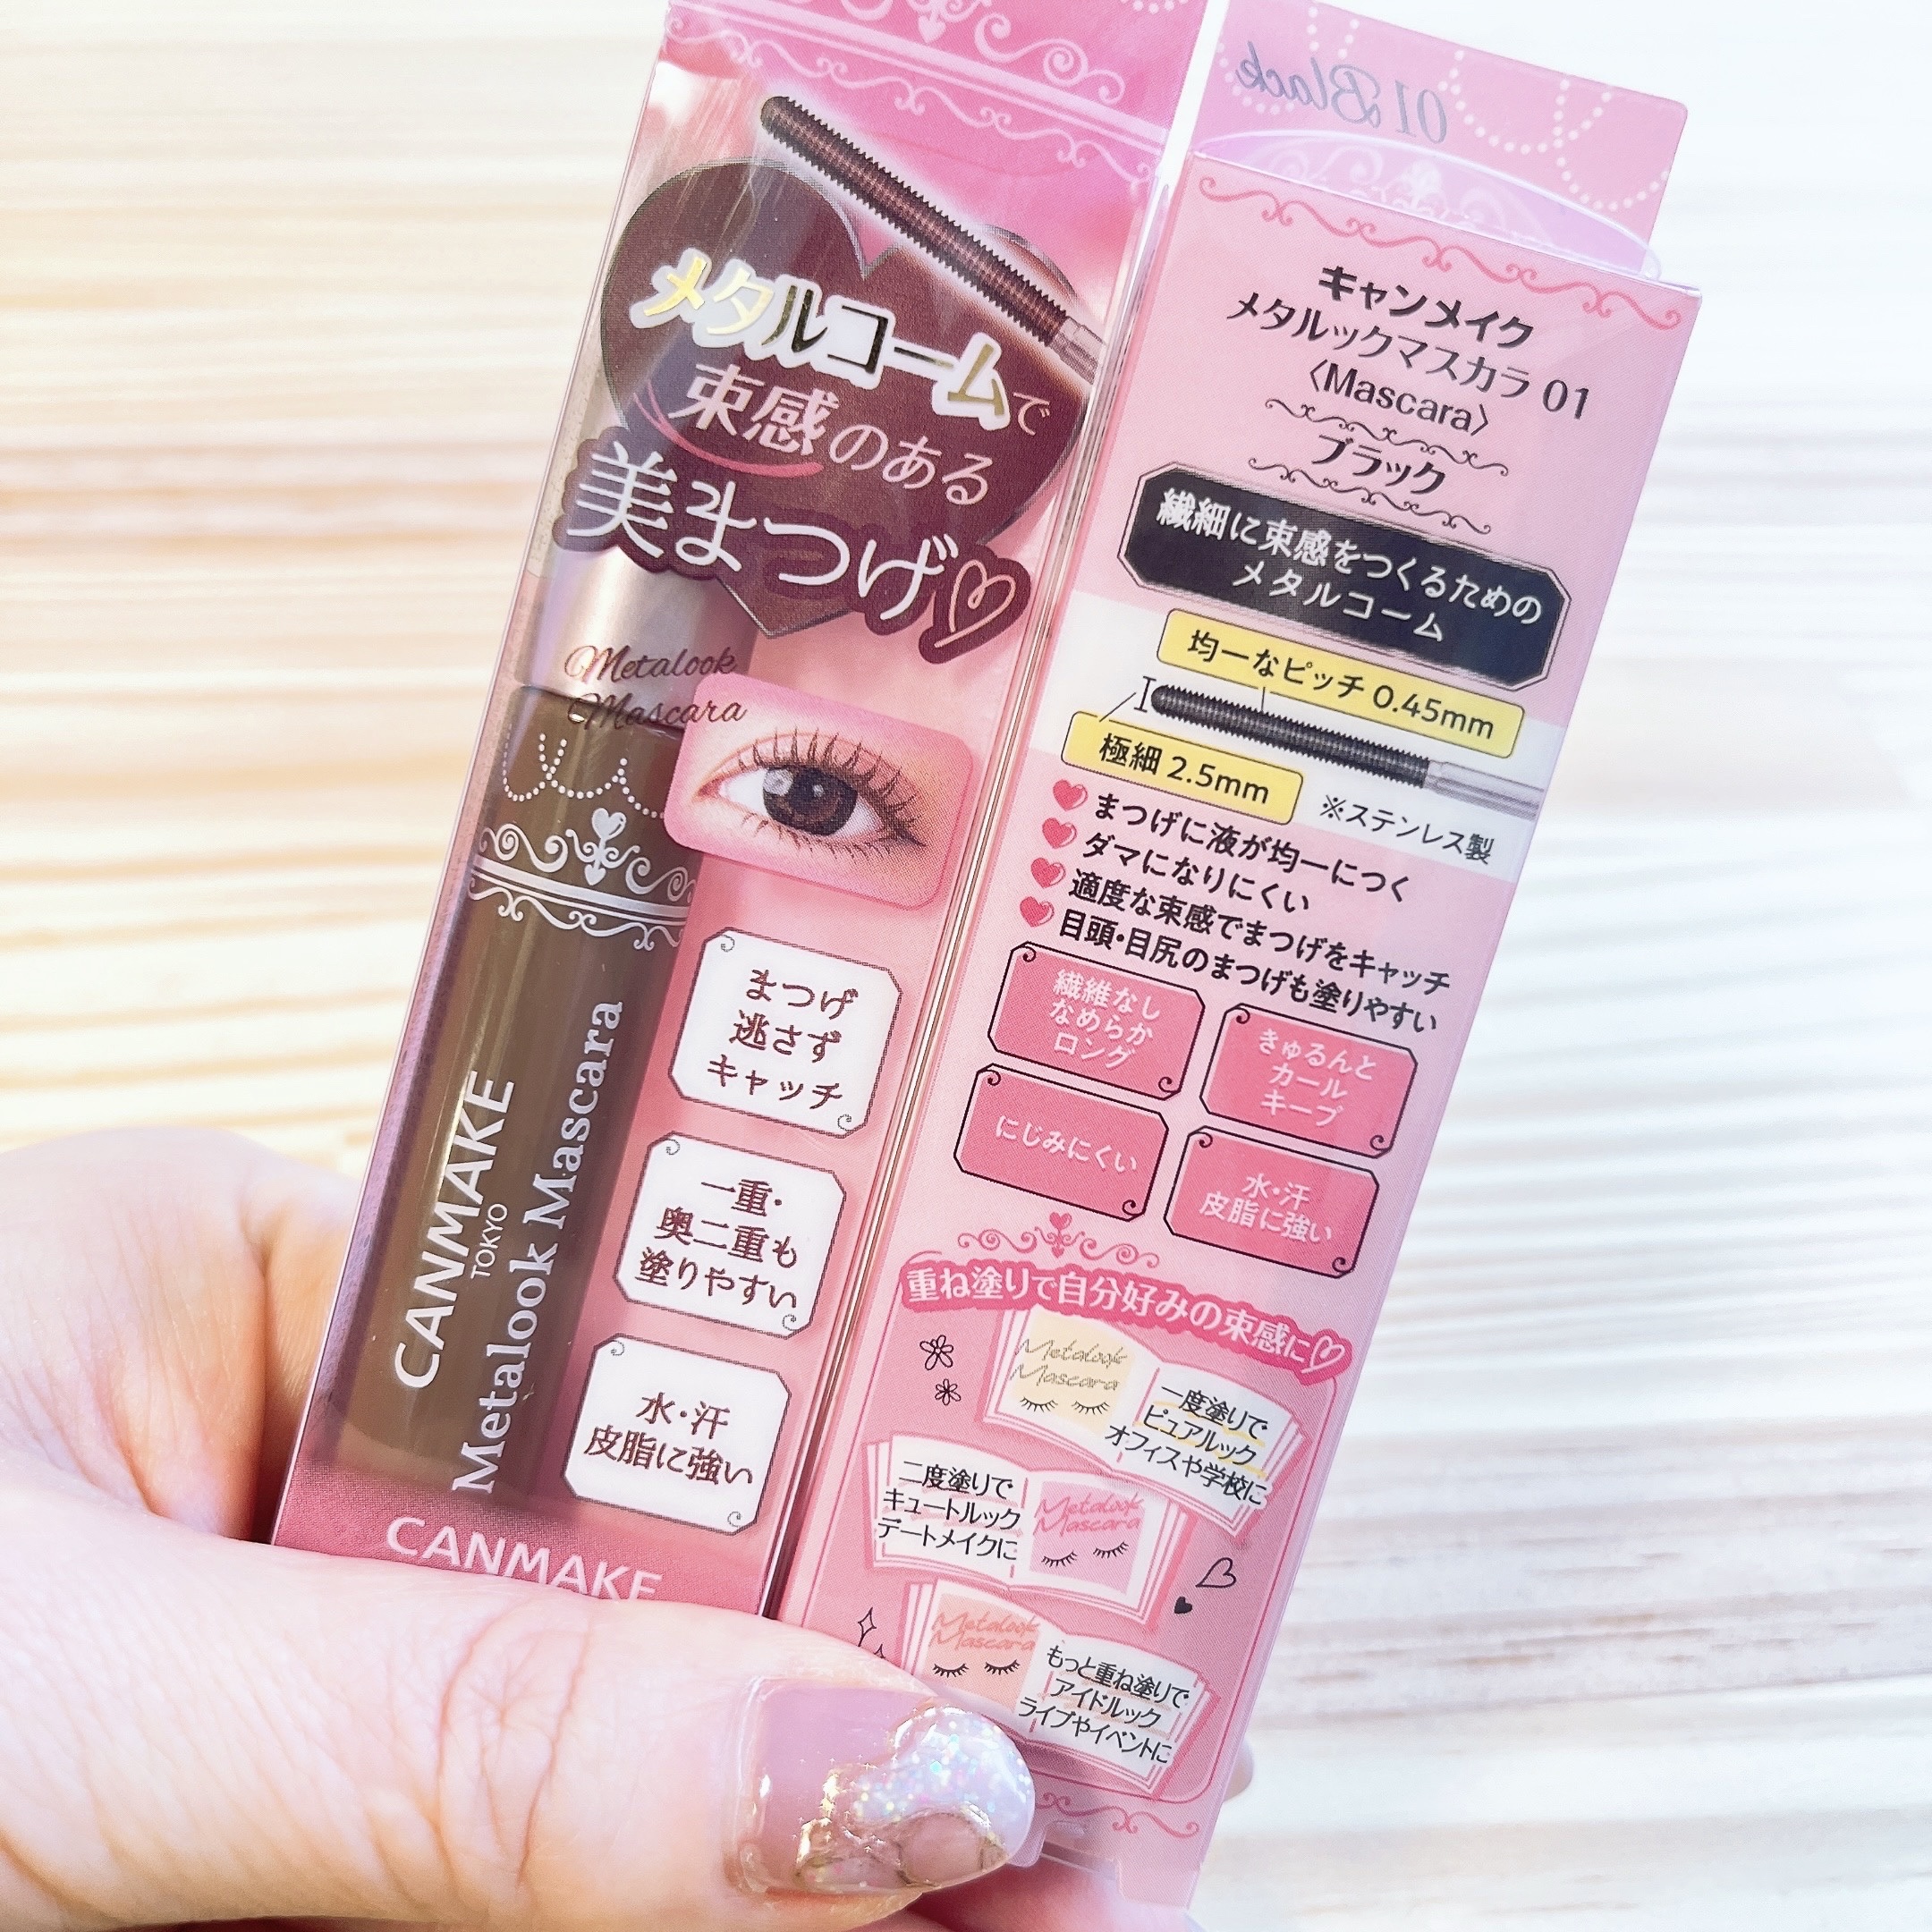 メタルコームで
束感のある
美まつげ
Metalook
Mascara
まつげ
逃さず
キャッチ
一重・
奥二重も
塗りやすい
水・汗
皮脂に強い
CANMAKE
TOKYO
Metalook Mascara
CANMAKE
01 Black
キャンメイク
メタルックマスカラ 01
〈Mascara〉
ブラック
繊細に束感をつくるための
メタルコーム
均一なピッチ 0.45mm
極細 2.5mm
※ステンレス製
まつげに液が均一につく
ダマになりにくい
適度な束感でまつげをキャッチ
目頭・目尻のまつげも塗りやすい
繊維なし
なめらか
ロング
きゅるんと
カール
キープ
にじみにくい
水・汗
皮脂に強い
重ね塗りで自分好みの束感に
Metalook
Mascara
一度塗りで
ピュアルック
オフィスや学校に
二度塗りで
キュートルック
デートメイクに
Metalook
Mascara
Metalook
Mascara
もっと重ね塗りで
アイドルック
ライブやイベントに